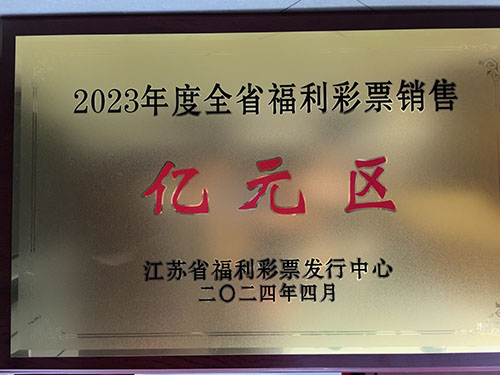 2023年度全省福利彩票销售
亿元区
江苏省福利彩票发行中心
二〇二四年四月